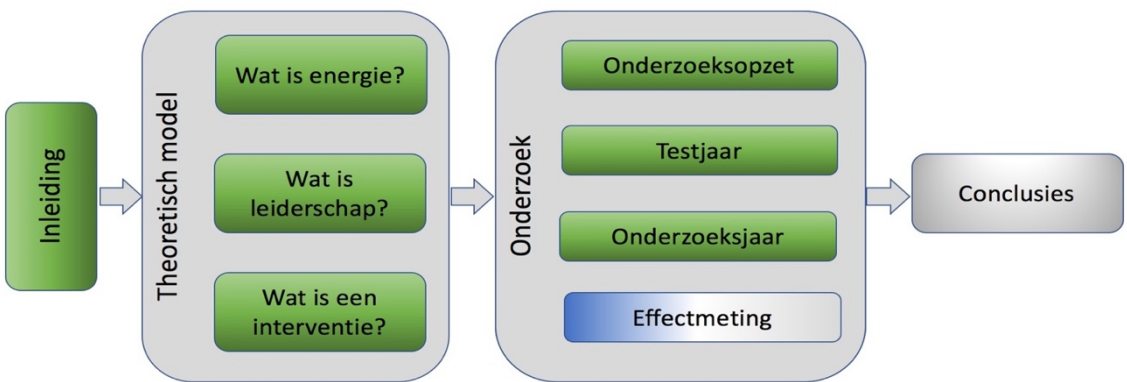 Inleiding
Theoretisch model
Wat is energie?
Wat is
leiderschap?
Wat is een
interventie?
Onderzoek
Onderzoeksopzet
Testjaar
Onderzoeksjaar
Effectmeting
Conclusies